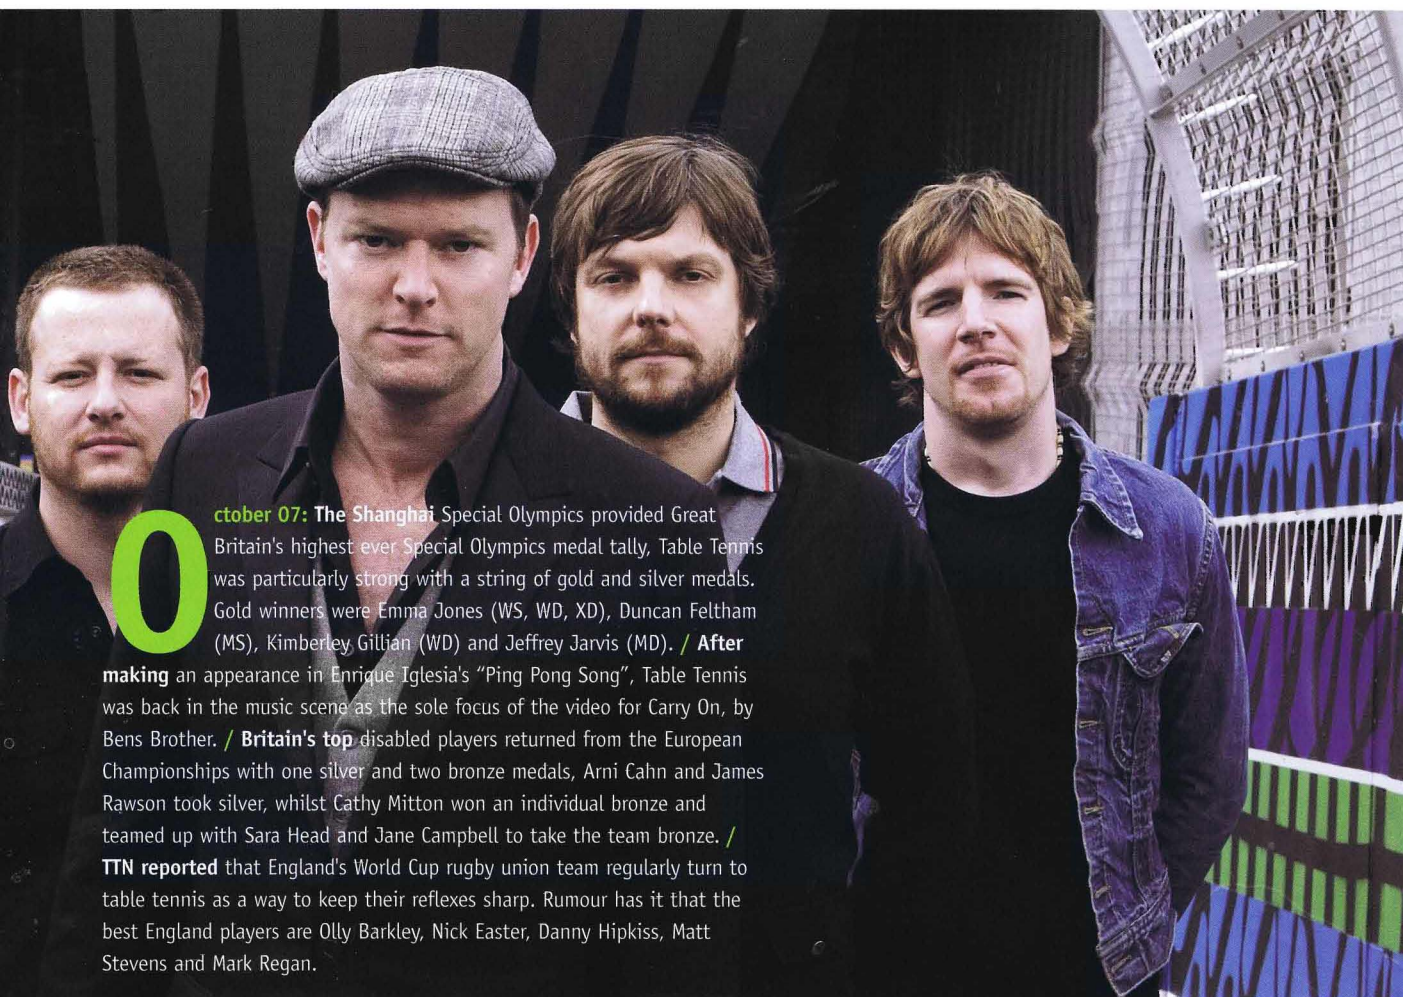 October 07: The Shanghai Special Olympics provided Great
Britain's highest ever Special Olympics medal tally, Table Tennis
was particularly strong with a string of gold and silver medals.
Gold winners were Emma Jones (WS, WD, XD), Duncan Feltham
(MS), Kimberley Gillian (WD) and Jeffrey Jarvis (MD). / After
making an appearance in Enrique Iglesia's “Ping Pong Song”, Table Tennis
was back in the music scene as the sole focus of the video for Carry On, by
Bens Brother. / Britain's top disabled players returned from the European
Championships with one silver and two bronze medals, Arni Cahn and James
Rawson took silver, whilst Cathy Mitton won an individual bronze and
teamed up with Sara Head and Jane Campbell to take the team bronze. /
TTN reported that England's World Cup rugby union team regularly turn to
table tennis as a way to keep their reflexes sharp. Rumour has it that the
best England players are Olly Barkley, Nick Easter, Danny Hipkiss, Matt
Stevens and Mark Regan.